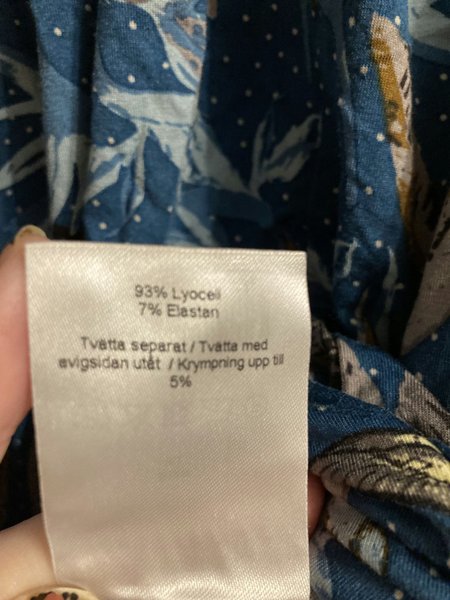 93% Lyocell
7% Elastan
Tvätta separat / Tvätta med
avigsidan utåt / Krympning upp till
5%